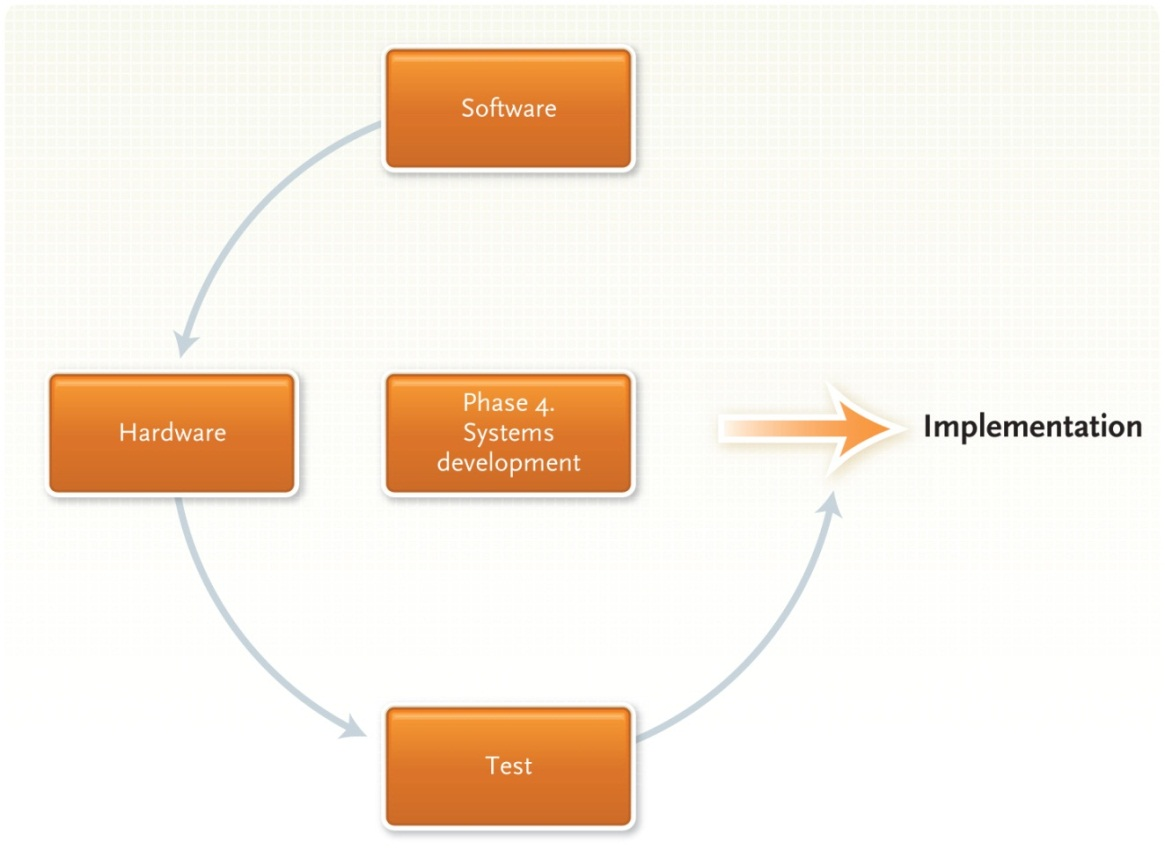 Software
Hardware
Phase 4.
Systems
development
Implementation
Test